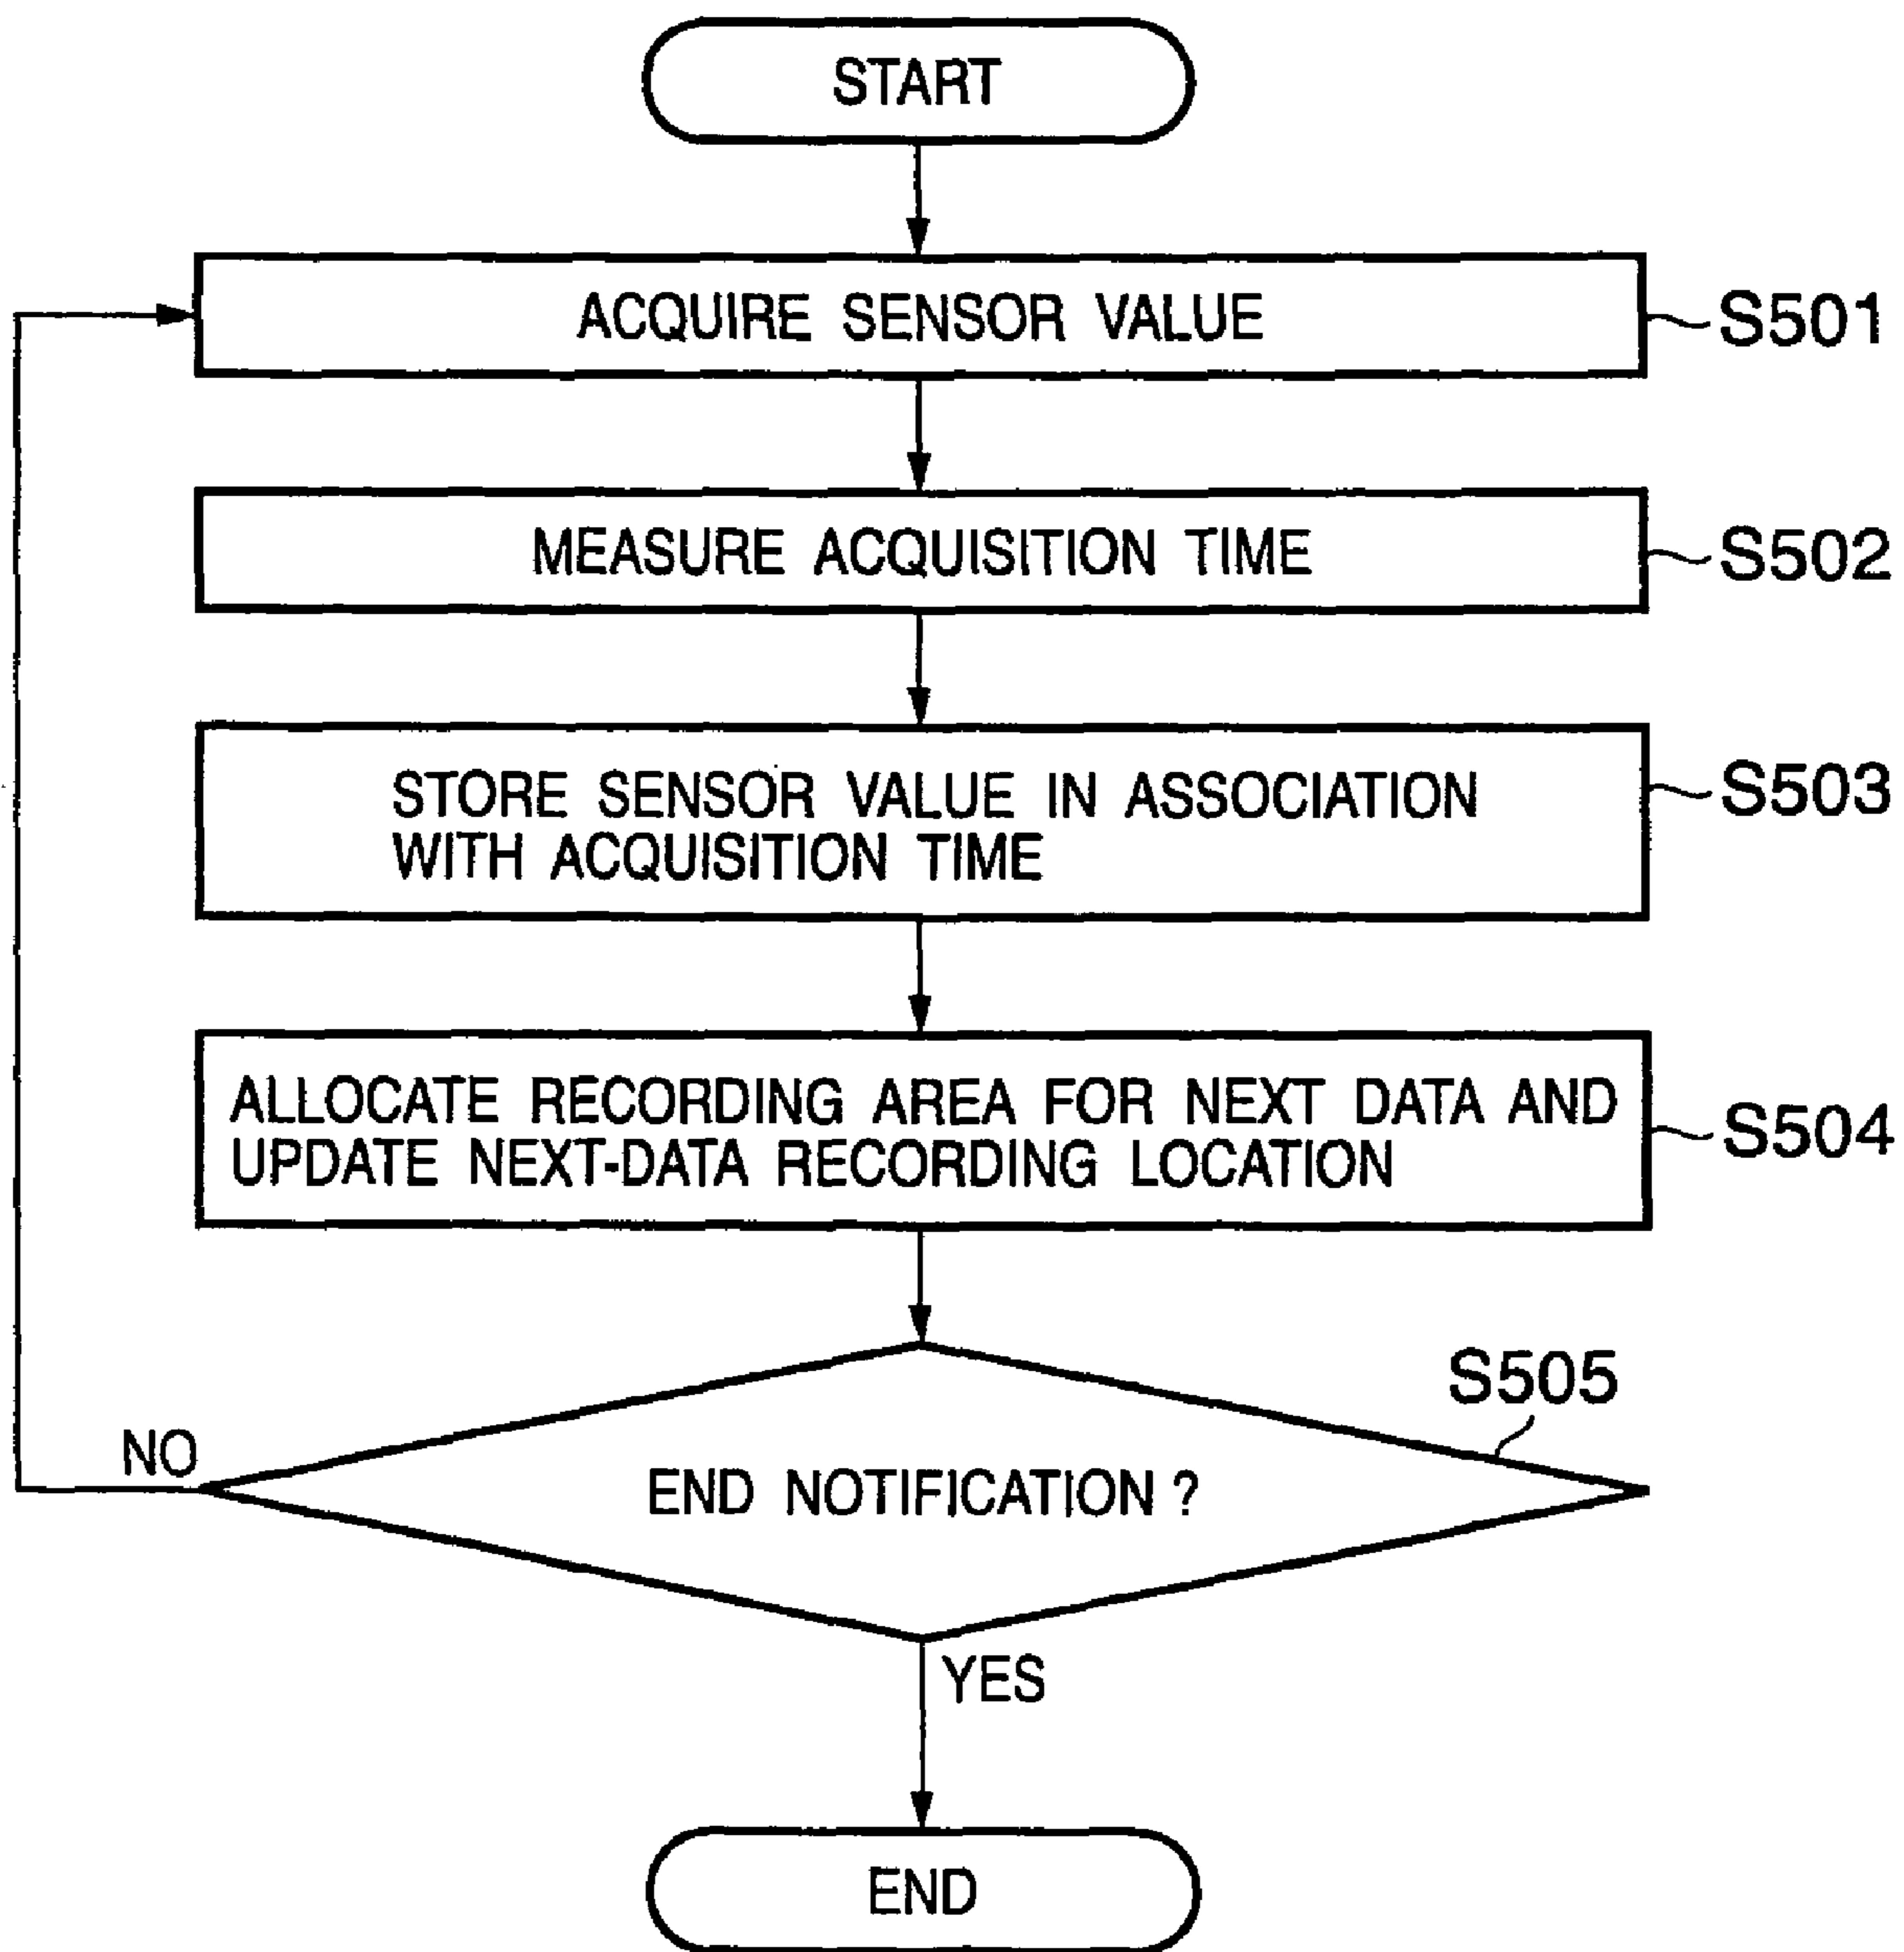 START
ACQUIRE SENSOR VALUE
S501
MEASURE ACQUISITION TIME
S502
STORE SENSOR VALUE IN ASSOCIATION
WITH ACQUISITION TIME
S503
ALLOCATE RECORDING AREA FOR NEXT DATA AND
UPDATE NEXT-DATA RECORDING LOCATION
S504
S505
NO
END NOTIFICATION ?
YES
END